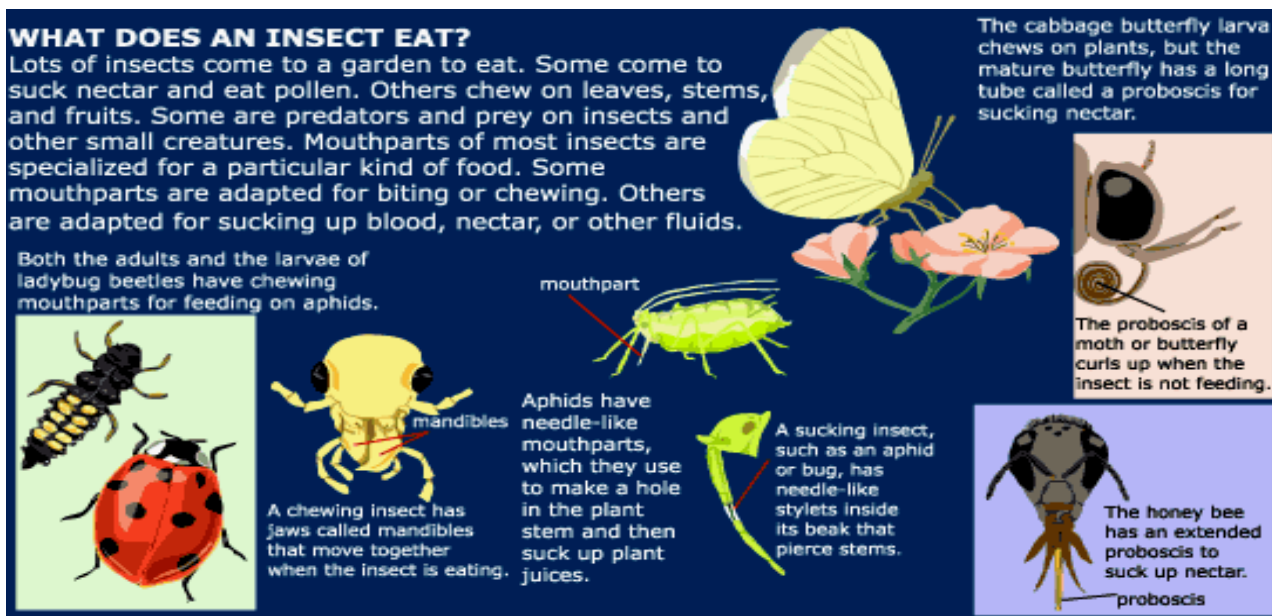 WHAT DOES AN INSECT EAT?
Lots of insects come to a garden to eat. Some come to
suck nectar and eat pollen. Others chew on leaves, stems,
and fruits. Some are predators and prey on insects and
other small creatures. Mouthparts of most insects are
specialized for a particular kind of food. Some
mouthparts are adapted for biting or chewing. Others
are adapted for sucking up blood, nectar, or other fluids.
The cabbage butterfly larva
chews on plants, but the
mature butterfly has a long
tube called a proboscis for
sucking nectar.
Both the adults and the larvae of
ladybug beetles have chewing
mouthparts for feeding on aphids.
mandibles
A chewing insect has
jaws called mandibles
that move together
when the insect is eating.
mouthpart
Aphids have
needle-like
mouthparts,
which they use
to make a hole
in the plant
stem and then
suck up plant
juices.
A sucking insect,
such as an aphid
or bug, has
needle-like
stylets inside
its beak that
pierce stems.
The proboscis of a
moth or butterfly
curls up when the
insect is not feeding.
The honey bee
has an extended
proboscis to
suck up nectar.
proboscis